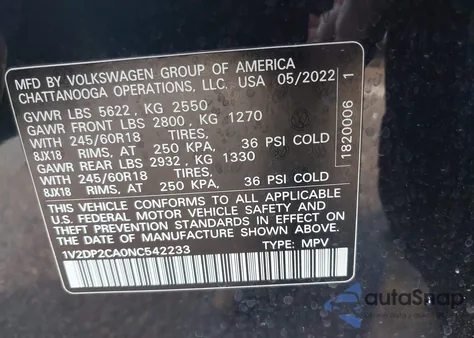 MFD BY VOLKSWAGEN GROUP OF AMERICA
CHATTANOOGA OPERATIONS, LLC, USA 05/2022
GVWR LBS 5622 , KG 2550
GAWR FRONT LBS 2800 , KG 1270
WITH 245/60R18 TIRES,
8JX18 RIMS, AT 250 KPA, 36 PSI COLD
GAWR REAR LBS 2932 , KG 1330
WITH 245/60R18 TIRES,
8JX18 RIMS, AT 250 KPA, 36 PSI COLD
THIS VEHICLE CONFORMS TO ALL APPLICABLE
U.S. FEDERAL MOTOR VEHICLE SAFETY AND
THEFT PREVENTION STANDARDS IN EFFECT ON
THE DATE OF MANUFACTURE SHOWN ABOVE.
1V2DP2CA0NC542233 TYPE: MPV
1820006 1
autoSnap